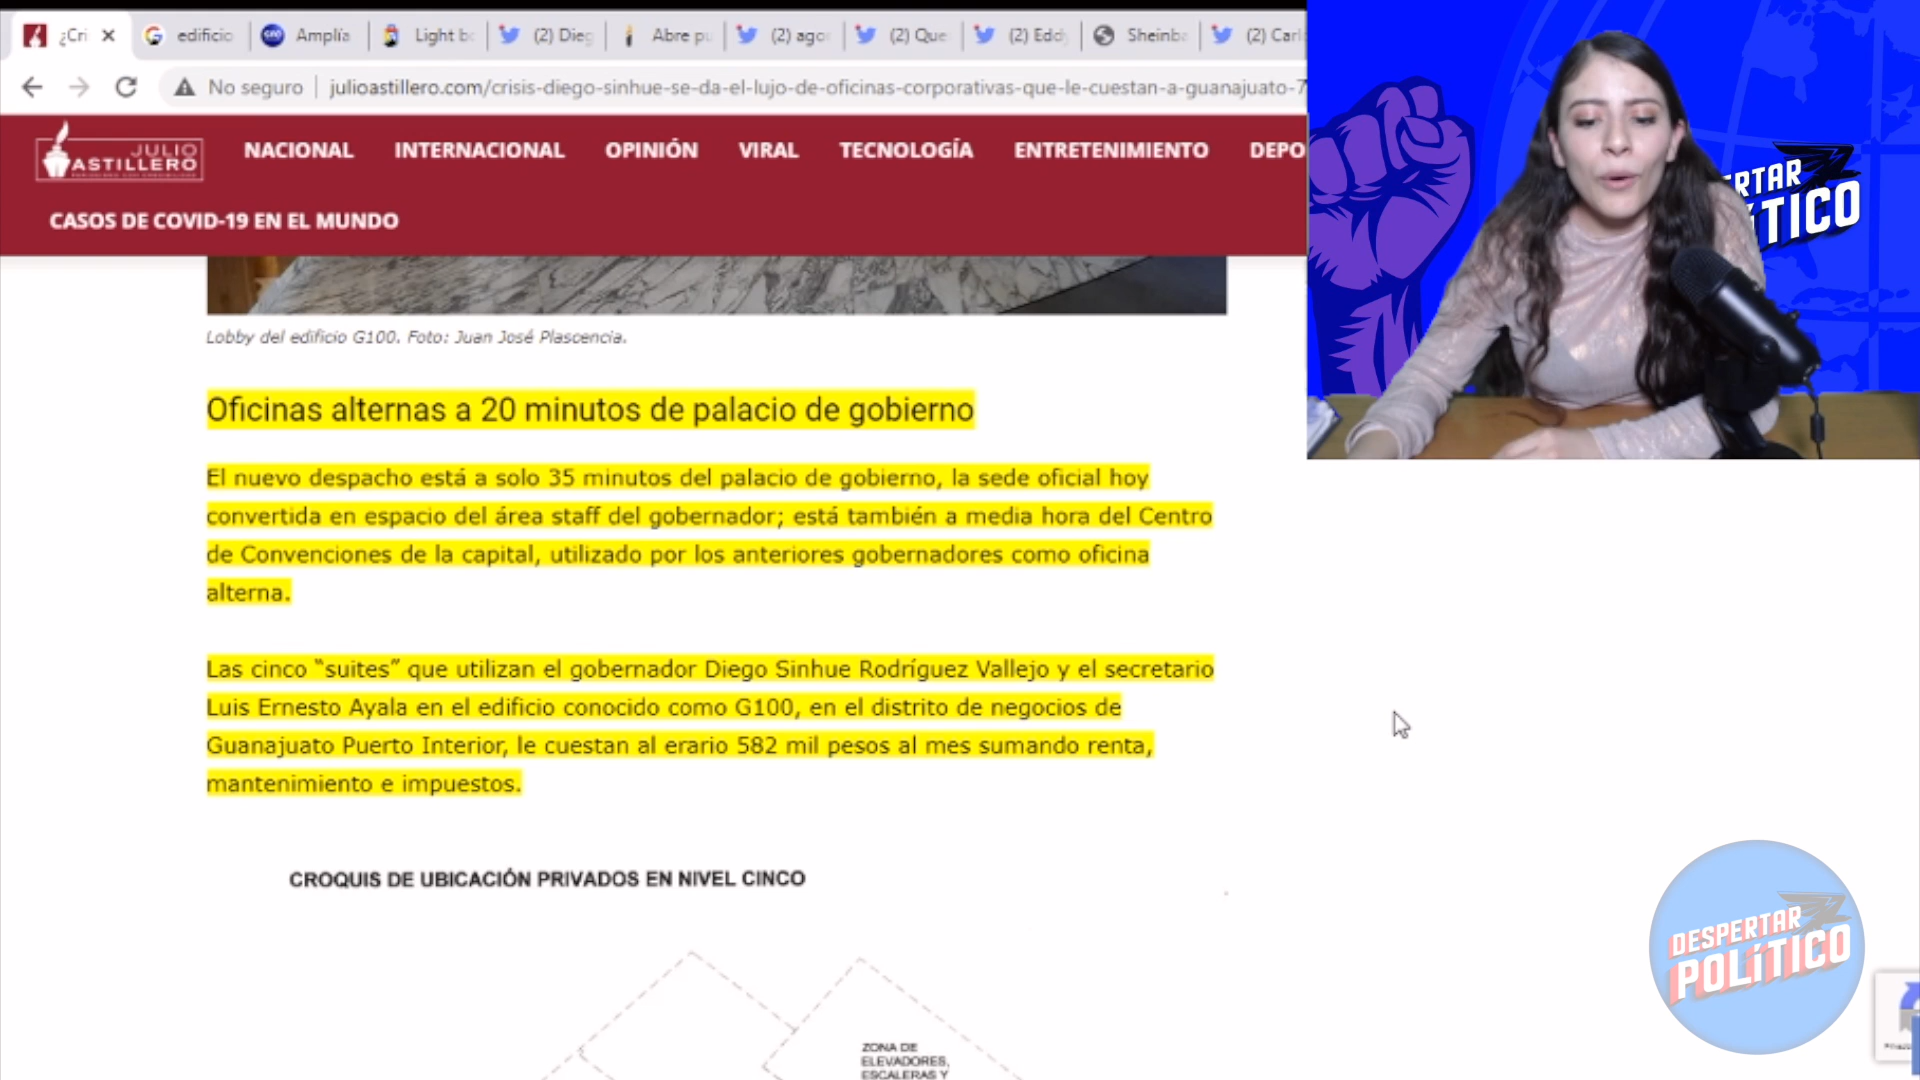 ¿Cri
edificio
Amplía
Light b
(2) Dieg
Abre pu
(2) ago
(2) Que
(2) Edd
Sheinba
(2) Carl
No seguro
julioastillero.com/crisis-diego-sinhue-se-da-el-lujo-de-oficinas-corporativas-que-le-cuestan-a-guanajuato-7
JULIO
ASTILLERO
NACIONAL
INTERNACIONAL
OPINIÓN
VIRAL
TECNOLOGÍA
ENTRETENIMIENTO
DEPO
CASOS DE COVID-19 EN EL MUNDO
RTAR
ÍTICO
Lobby del edificio G100. Foto: Juan José Plascencia.
Oficinas alternas a 20 minutos de palacio de gobierno
El nuevo despacho está a solo 35 minutos del palacio de gobierno, la sede oficial hoy
convertida en espacio del área staff del gobernador; está también a media hora del Centro
de Convenciones de la capital, utilizado por los anteriores gobernadores como oficina
alterna.
Las cinco “suites” que utilizan el gobernador Diego Sinhue Rodríguez Vallejo y el secretario
Luis Ernesto Ayala en el edificio conocido como G100, en el distrito de negocios de
Guanajuato Puerto Interior, le cuestan al erario 582 mil pesos al mes sumando renta,
mantenimiento e impuestos.
CROQUIS DE UBICACIÓN PRIVADOS EN NIVEL CINCO
ZONA DE
ELEVADORES,
ESCALERAS Y
DESPERTAR
POLÍTICO